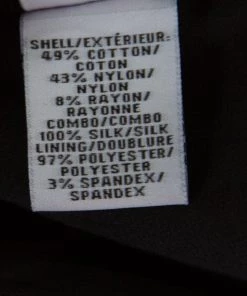 SHELL/EXTÉRIEUR:
49% COTTON/
COTON
43% NYLON/
NYLON
8% RAYON/
RAYONNE
COMBO/COMBO
100% SILK/SILK
LINING/DOUBLURE
97% POLYESTER/
POLYESTER
3% SPANDEX/
SPANDEX